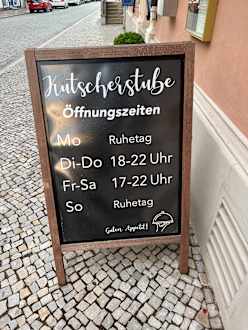 Kutscherstube
Öffnungszeiten
Mo Ruhetag
Di-Do 18-22 Uhr
Fr-Sa 17-22 Uhr
So Ruhetag
Guten Appetit!